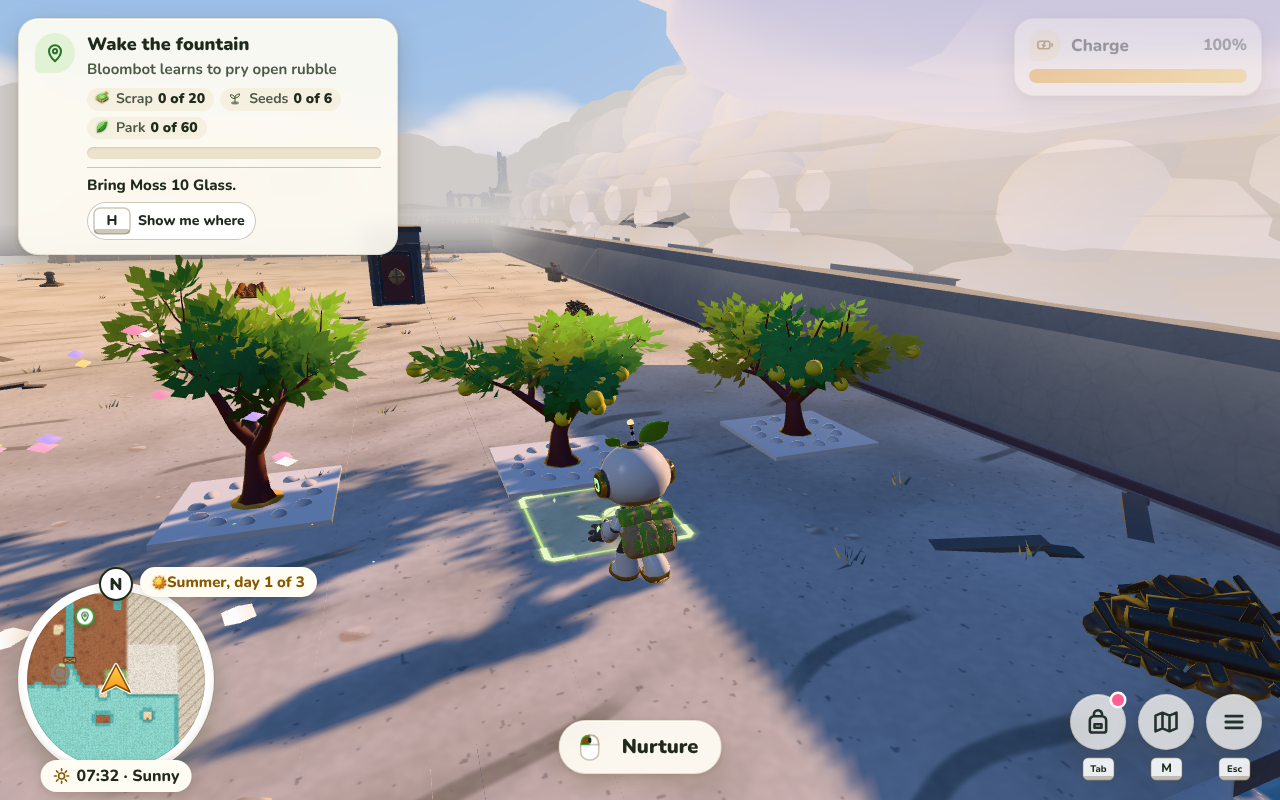 Wake the fountain
Bloombot learns to pry open rubble
Scrap 0 of 20
Seeds 0 of 6
Park 0 of 60
Bring Moss 10 Glass.
H Show me where
Charge 100%
N
Summer, day 1 of 3
07:32 · Sunny
Nurture
Tab
M
Esc